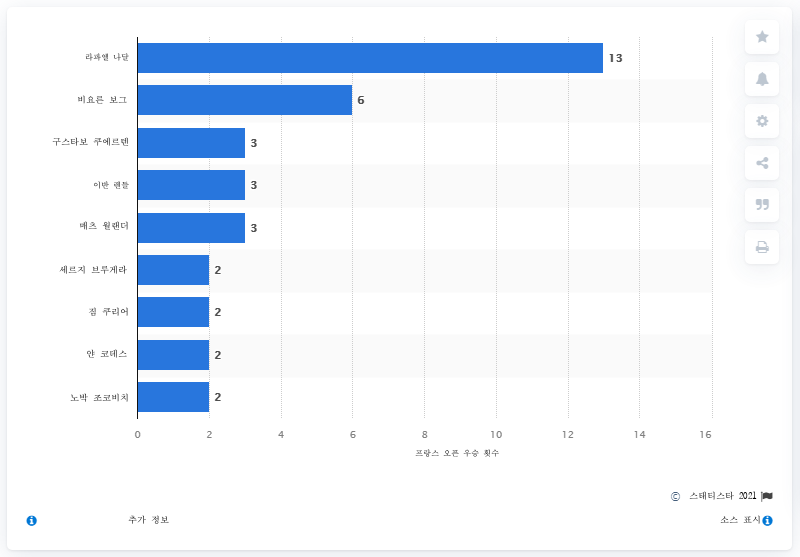 라파엘 나달
13
비요른 보그
6
구스타보 쿠에르텐
3
이반 렌들
3
매츠 윌랜더
3
세르지 브루게라
2
짐 쿠리어
2
얀 코데스
2
노박 조코비치
2
0 2 4 6 8 10 12 14 16
프랑스 오픈 우승 횟수
© 스태티스타 2021
추가 정보
소스 표시